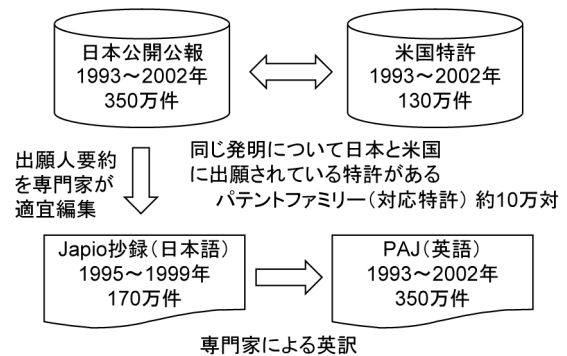 日本公開公報
1993～2002年
350万件
米国特許
1993～2002年
130万件
出願人要約
を専門家が
適宜編集
同じ発明について日本と米国
に出願されている特許がある
パテントファミリー（対応特許） 約10万対
Japio抄録（日本語）
1995～1999年
170万件
PAJ（英語）
1993～2002年
350万件
専門家による英訳